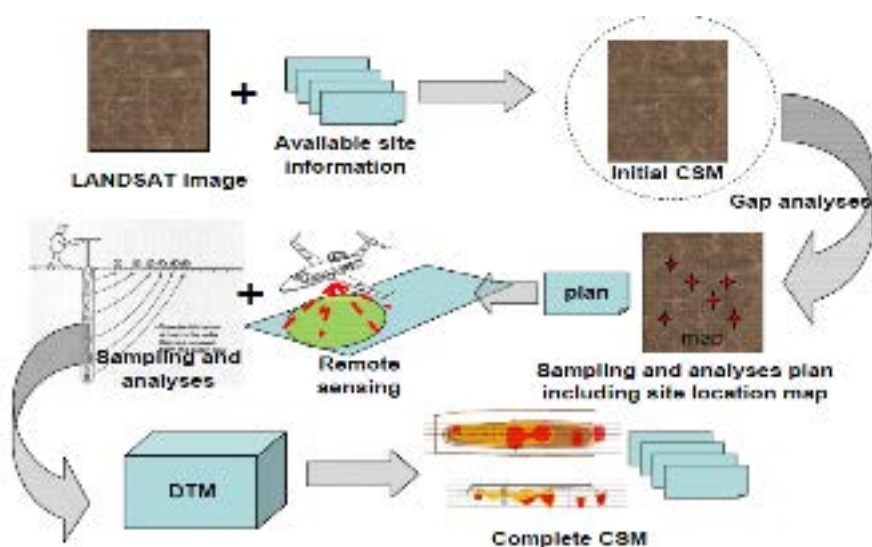 LANDSAT Image
Available site
information
Initial CSM
Gap analyses
Sampling and
analyses
Remote
sensing
plan
map
Sampling and analyses plan
including site location map
DTM
Complete CSM